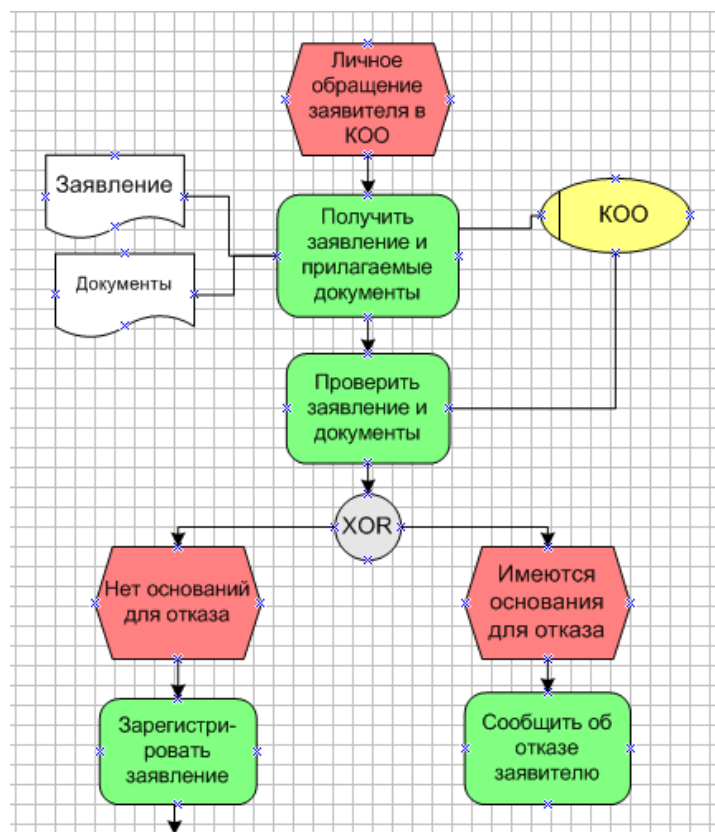 Личное
обращение
заявителя в
КОО
Заявление
Получить
заявление и
прилагаемые
документы
КОО
Документы
Проверить
заявление и
документы
XOR
Нет оснований
для отказа
Имеются
основания
для отказа
Зарегистри-
ровать
заявление
Сообщить об
отказе
заявителю